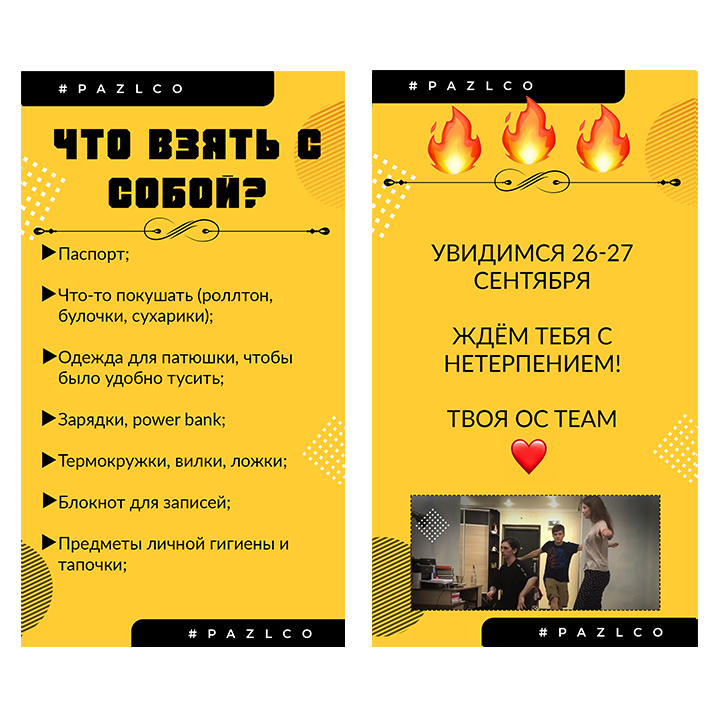 #PAZLCO
ЧТО ВЗЯТЬ С
СОБОЙ?
Паспорт;
Что-то покушать (роллтон,
булочки, сухарики);
Одежда для патюшки, чтобы
было удобно тусить;
Зарядки, power bank;
Термокружки, вилки, ложки;
Блокнот для записей;
Предметы личной гигиены и
тапочки;
#PAZLCO
#PAZLCO
УВИДИМСЯ 26-27
СЕНТЯБРЯ
ЖДЁМ ТЕБЯ С
НЕТЕРПЕНИЕМ!
ТВОЯ ОС TEAM
#PAZLCO